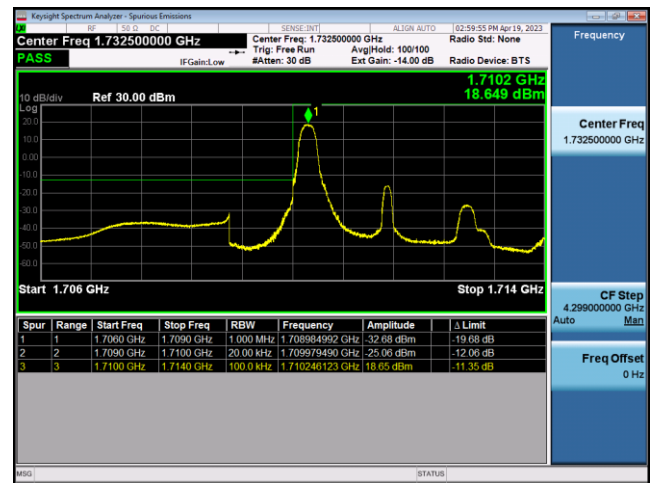 Keysight Spectrum Analyzer - Spurious Emissions
RF 50 Ω DC SENSE:INT ALIGN AUTO 02:59:55 PM Apr 19, 2023
Center Freq 1.732500000 GHz Center Freq: 1.732500000 GHz Radio Std: None
Trig: Free Run Avg|Hold: 100/100
PASS IFGain:Low #Atten: 30 dB Ext Gain: -14.00 dB Radio Device: BTS
Frequency
1.7102 GHz
18.649 dBm
10 dB/div Ref 30.00 dBm
Log
1
20.0
10.0
0.00
-10.0
-20.0
-30.0
-40.0
-50.0
-60.0
Start 1.706 GHz Stop 1.714 GHz
Center Freq
1.732500000 GHz
CF Step
4.299000000 GHz
Auto Man
Freq Offset
0 Hz
Spur Range Start Freq Stop Freq RBW Frequency Amplitude Δ Limit
1 1 1.7060 GHz 1.7090 GHz 1.000 MHz 1.708984992 GHz -32.68 dBm -19.68 dB
2 2 1.7090 GHz 1.7100 GHz 20.00 kHz 1.709979490 GHz -25.06 dBm -12.06 dB
3 3 1.7100 GHz 1.7140 GHz 100.0 kHz 1.710246123 GHz 18.65 dBm -11.35 dB
MSG STATUS